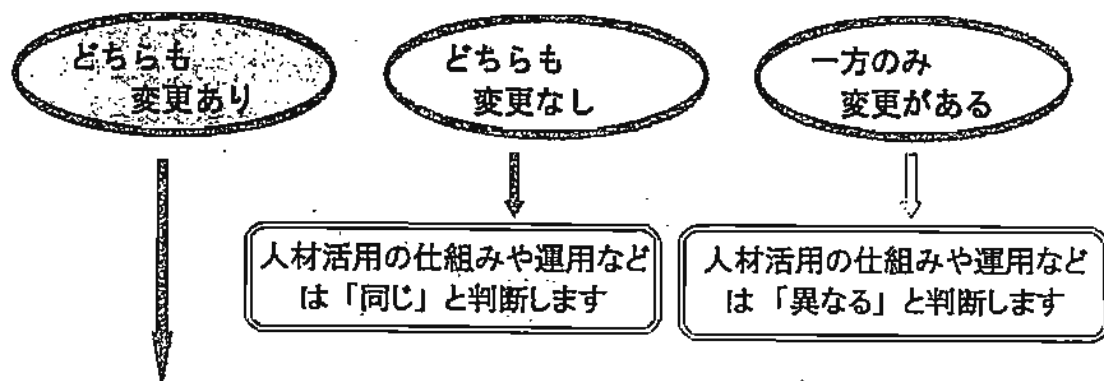 どちらも
変更あり
どちらも
変更なし
一方のみ
変更がある
人材活用の仕組みや運用など
は「同じ」と判断します
人材活用の仕組みや運用など
は「異なる」と判断します